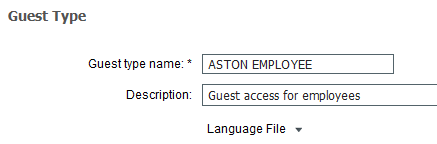 Guest Type
Guest type name: * ASTON EMPLOYEE
Description: Guest access for employees
Language File